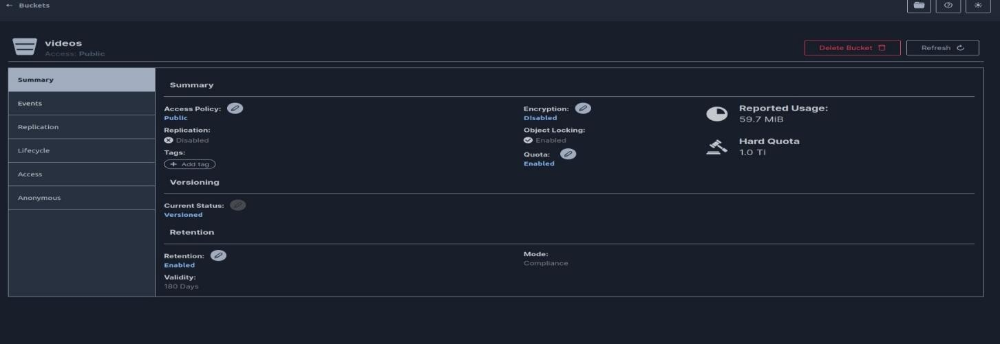 ← Buckets
videos
Access: Public
Delete Bucket
Refresh
Summary
Events
Replication
Lifecycle
Access
Anonymous
Summary
Access Policy:
Public
Replication:
Disabled
Tags:
+ Add tag
Encryption:
Disabled
Object Locking:
Enabled
Quota:
Enabled
Reported Usage:
59.7 MiB
Hard Quota
1.0 Ti
Versioning
Current Status:
Versioned
Retention
Retention:
Enabled
Validity:
180 Days
Mode:
Compliance